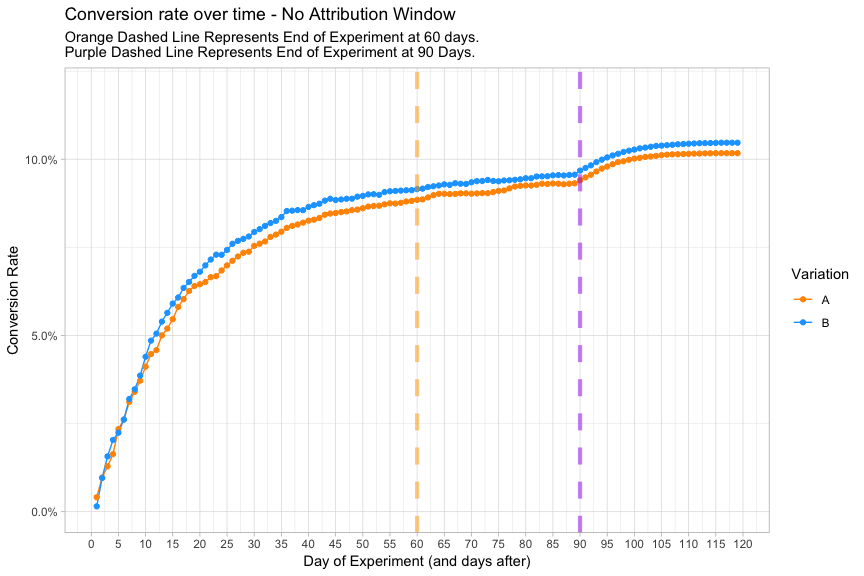 Conversion rate over time - No Attribution Window
Orange Dashed Line Represents End of Experiment at 60 days.
Purple Dashed Line Represents End of Experiment at 90 Days.
10.0%
5.0%
0.0%
Conversion Rate
0 5 10 15 20 25 30 35 40 45 50 55 60 65 70 75 80 85 90 95 100 105 110 115 120
Day of Experiment (and days after)
Variation
A
B